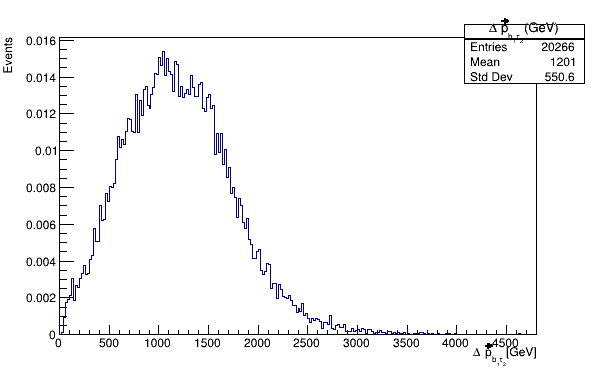 Δ p⃗_b₁τ₂ (GeV)
Entries 20266
Mean 1201
Std Dev 550.6
Events
0.016
0.014
0.012
0.01
0.008
0.006
0.004
0.002
0
0 500 1000 1500 2000 2500 3000 3500 4000 4500
Δ p⃗_b₁τ₂ [GeV]